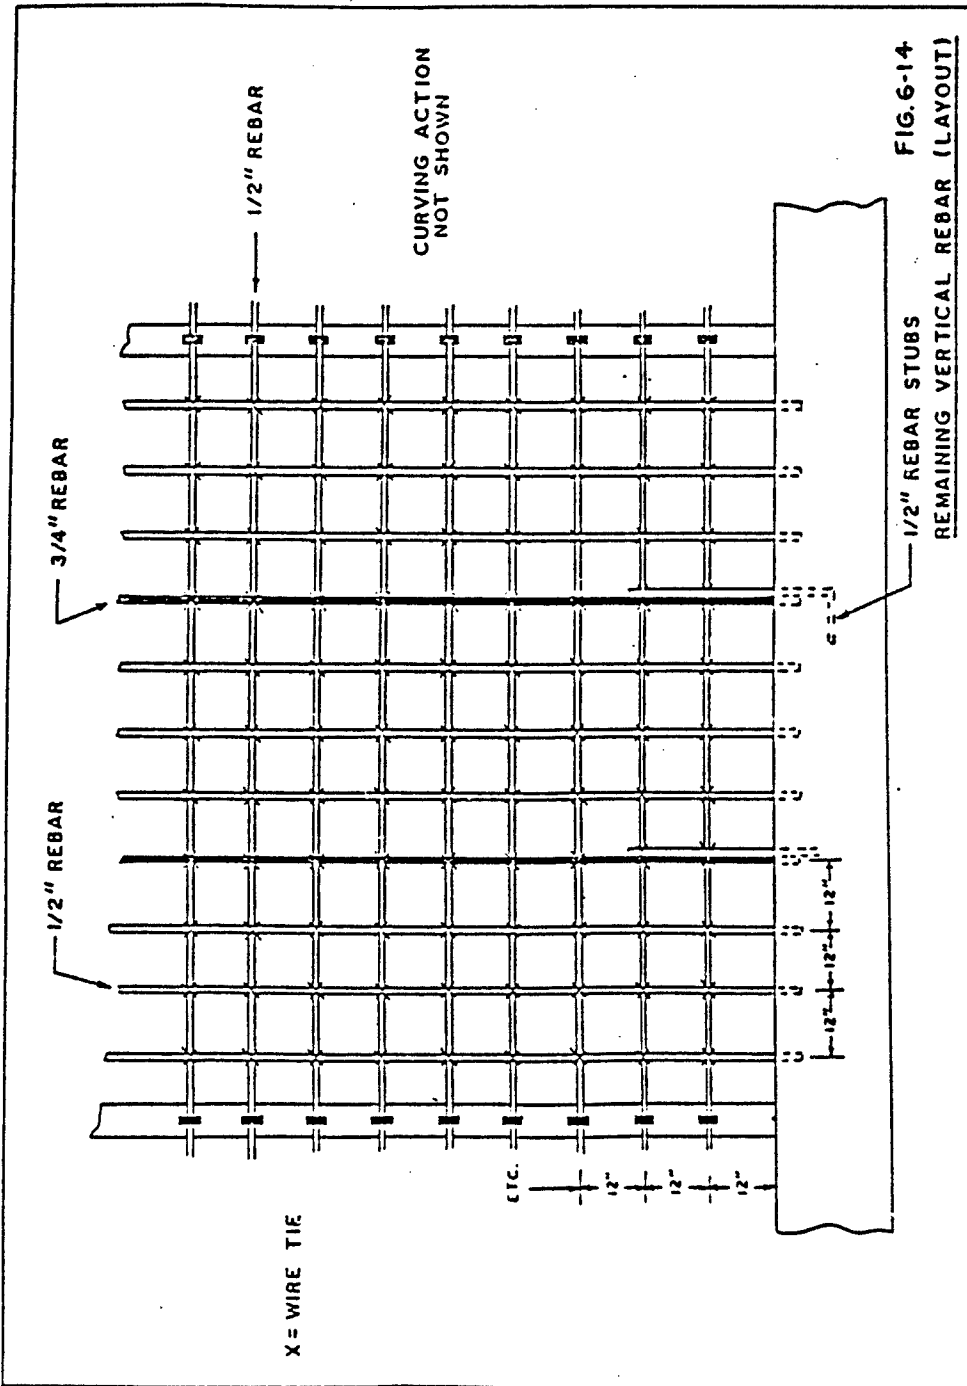 1/2" REBAR
3/4" REBAR
1/2" REBAR
CURVING ACTION
NOT SHOWN
X = WIRE TIE
ETC.
12"
12"
12"
12"
12"
12"
1/2" REBAR STUBS
FIG. 6-14
REMAINING VERTICAL REBAR (LAYOUT)